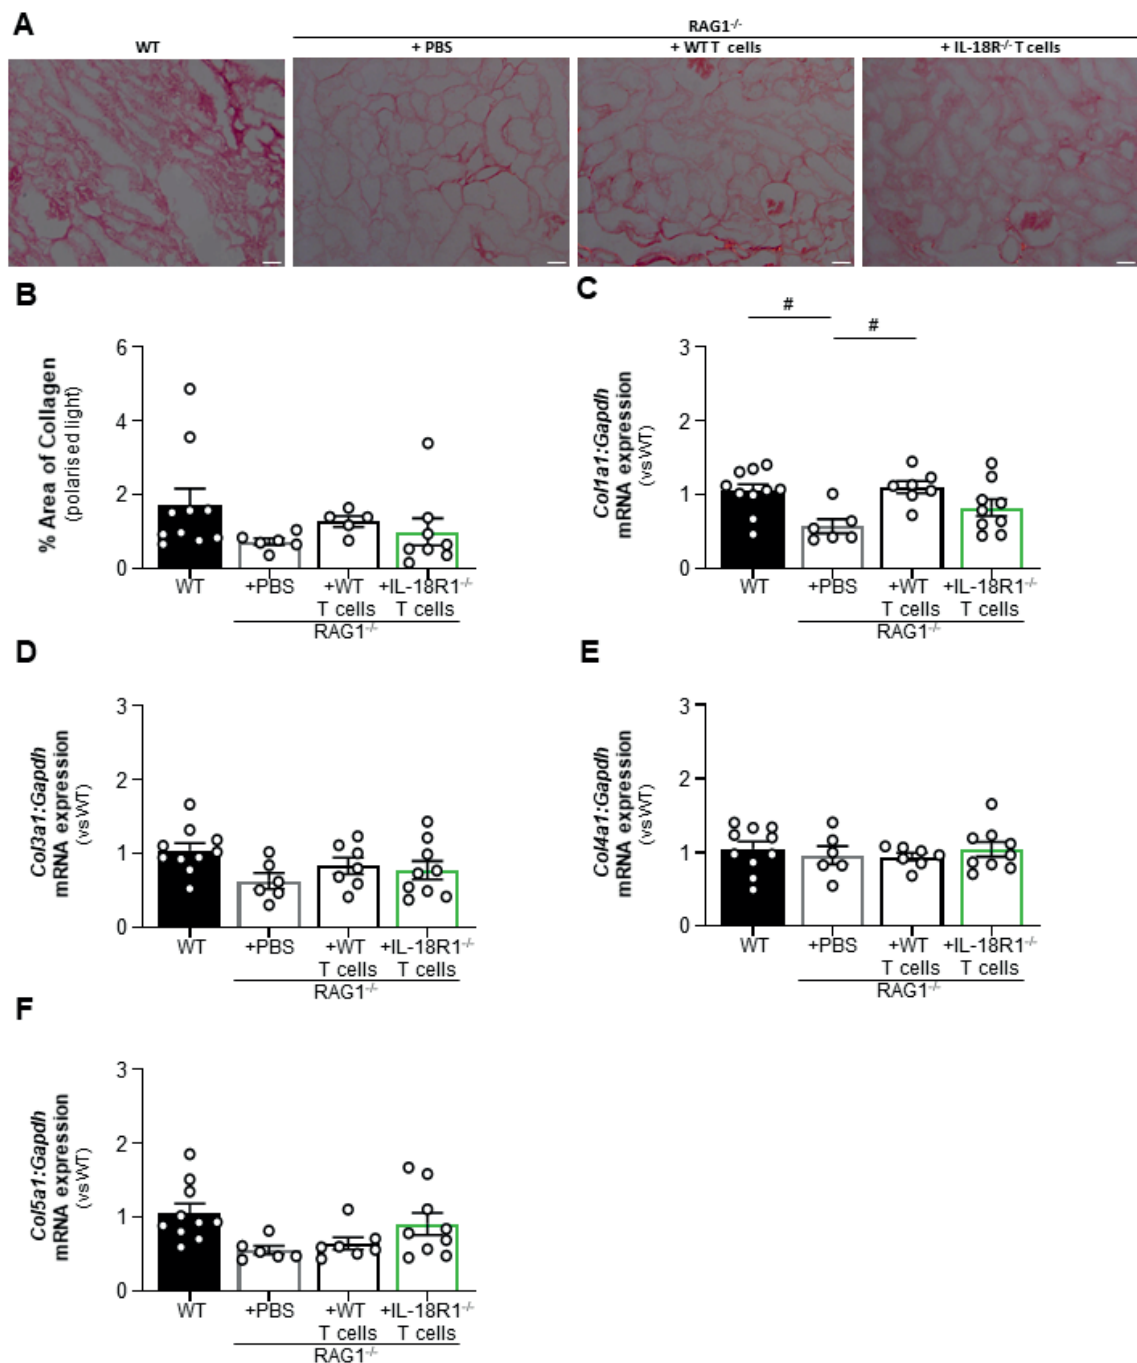 A
RAG1-/-
WT
+ PBS
+ WT T cells
+ IL-18R-/- T cells
B
6
4
2
0
% Area of Collagen
(polarised light)
WT
+PBS
+WT
T cells
+IL-18R1-/-
T cells
RAG1-/-
C
#
#
3
2
1
0
Col1a1:Gapdh
mRNA expression
(vs WT)
WT
+PBS
+WT
T cells
+IL-18R1-/-
T cells
RAG1-/-
D
3
2
1
0
Col3a1:Gapdh
mRNA expression
(vs WT)
WT
+PBS
+WT
T cells
+IL-18R1-/-
T cells
RAG1-/-
E
3
2
1
0
Col4a1:Gapdh
mRNA expression
(vs WT)
WT
+PBS
+WT
T cells
+IL-18R1-/-
T cells
RAG1-/-
F
3
2
1
0
Col5a1:Gapdh
mRNA expression
(vs WT)
WT
+PBS
+WT
T cells
+IL-18R1-/-
T cells
RAG1-/-